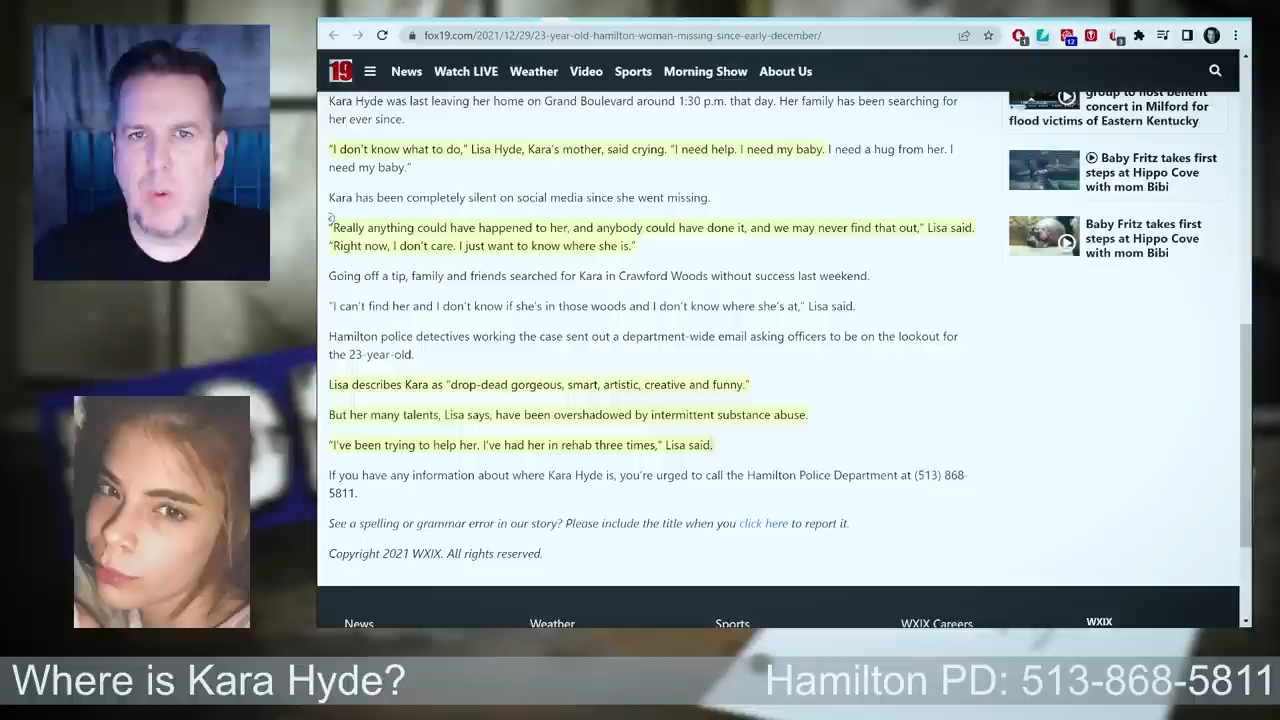 fox19.com/2021/12/29/23-year-old-hamilton-woman-missing-since-early-december/
1
12
3
19
News
Watch LIVE
Weather
Video
Sports
Morning Show
About Us
Kara Hyde was last leaving her home on Grand Boulevard around 1:30 p.m. that day. Her family has been searching for
her ever since.
“I don’t know what to do,” Lisa Hyde, Kara’s mother, said crying. “I need help. I need my baby. I need a hug from her. I
need my baby.”
Kara has been completely silent on social media since she went missing.
“Really anything could have happened to her, and anybody could have done it, and we may never find that out,” Lisa said.
“Right now, I don’t care. I just want to know where she is.”
Going off a tip, family and friends searched for Kara in Crawford Woods without success last weekend.
“I can’t find her and I don’t know if she’s in those woods and I don’t know where she’s at,” Lisa said.
Hamilton police detectives working the case sent out a department-wide email asking officers to be on the lookout for
the 23-year-old.
Lisa describes Kara as “drop-dead gorgeous, smart, artistic, creative and funny.”
But her many talents, Lisa says, have been overshadowed by intermittent substance abuse.
“I’ve been trying to help her. I’ve had her in rehab three times,” Lisa said.
If you have any information about where Kara Hyde is, you’re urged to call the Hamilton Police Department at (513) 868-
5811.
See a spelling or grammar error in our story? Please include the title when you click here to report it.
Copyright 2021 WXIX. All rights reserved.
group to host benefit
concert in Milford for
flood victims of Eastern Kentucky
Baby Fritz takes first
steps at Hippo Cove
with mom Bibi
Baby Fritz takes first
steps at Hippo Cove
with mom Bibi
News
Weather
Sports
WXIX Careers
WXIX
Where is Kara Hyde?
Hamilton PD: 513-868-5811